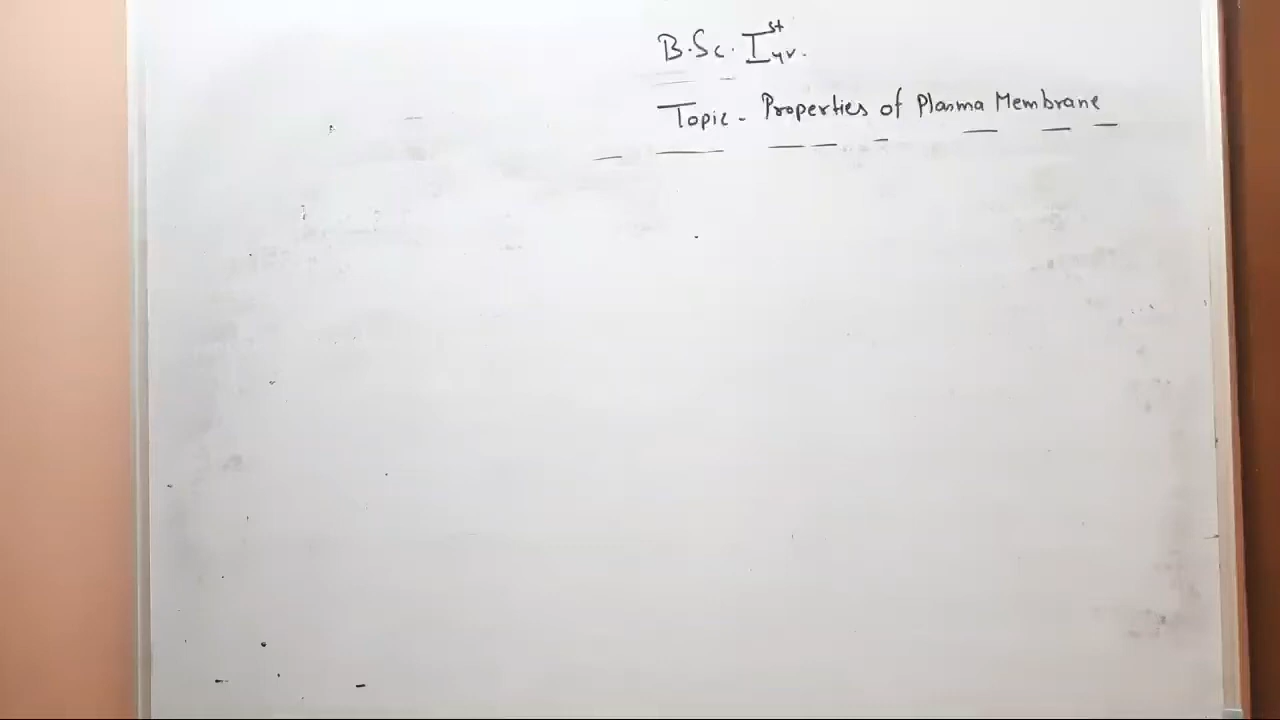 B.Sc. Ist yr.
Topic - Properties of Plasma Membrane